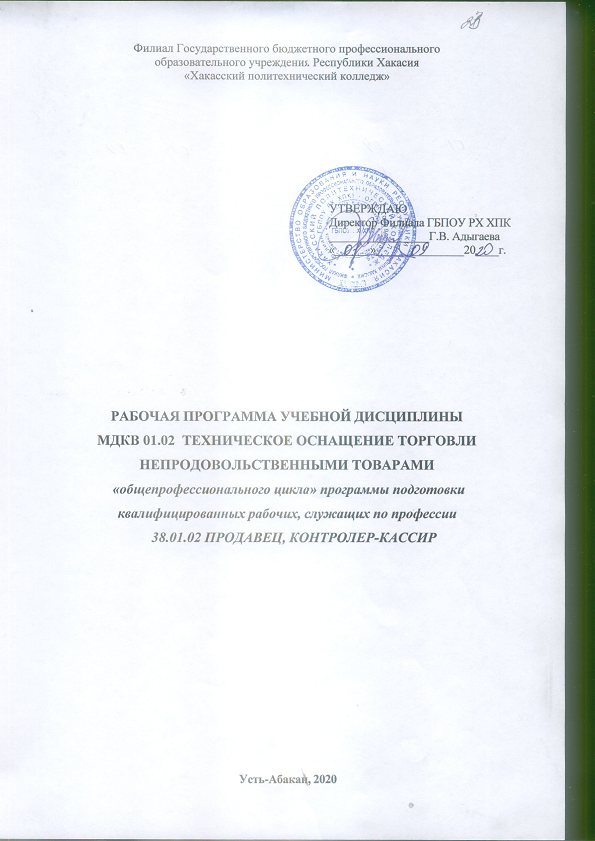 Филиал Государственного бюджетного профессионального
образовательного учреждения Республики Хакасия
«Хакасский политехнический колледж»
УТВЕРЖДАЮ
Директор Филиала ГБПОУ РХ ХПК
Г.В. Адыгаева
09 2020 г.
РАБОЧАЯ ПРОГРАММА УЧЕБНОЙ ДИСЦИПЛИНЫ
МДКВ 01.02 ТЕХНИЧЕСКОЕ ОСНАЩЕНИЕ ТОРГОВЛИ
НЕПРОДОВОЛЬСТВЕННЫМИ ТОВАРАМИ
«общепрофессионального цикла» программы подготовки
квалифицированных рабочих, служащих по профессии
38.01.02 ПРОДАВЕЦ, КОНТРОЛЕР-КАССИР
Усть-Абакан, 2020